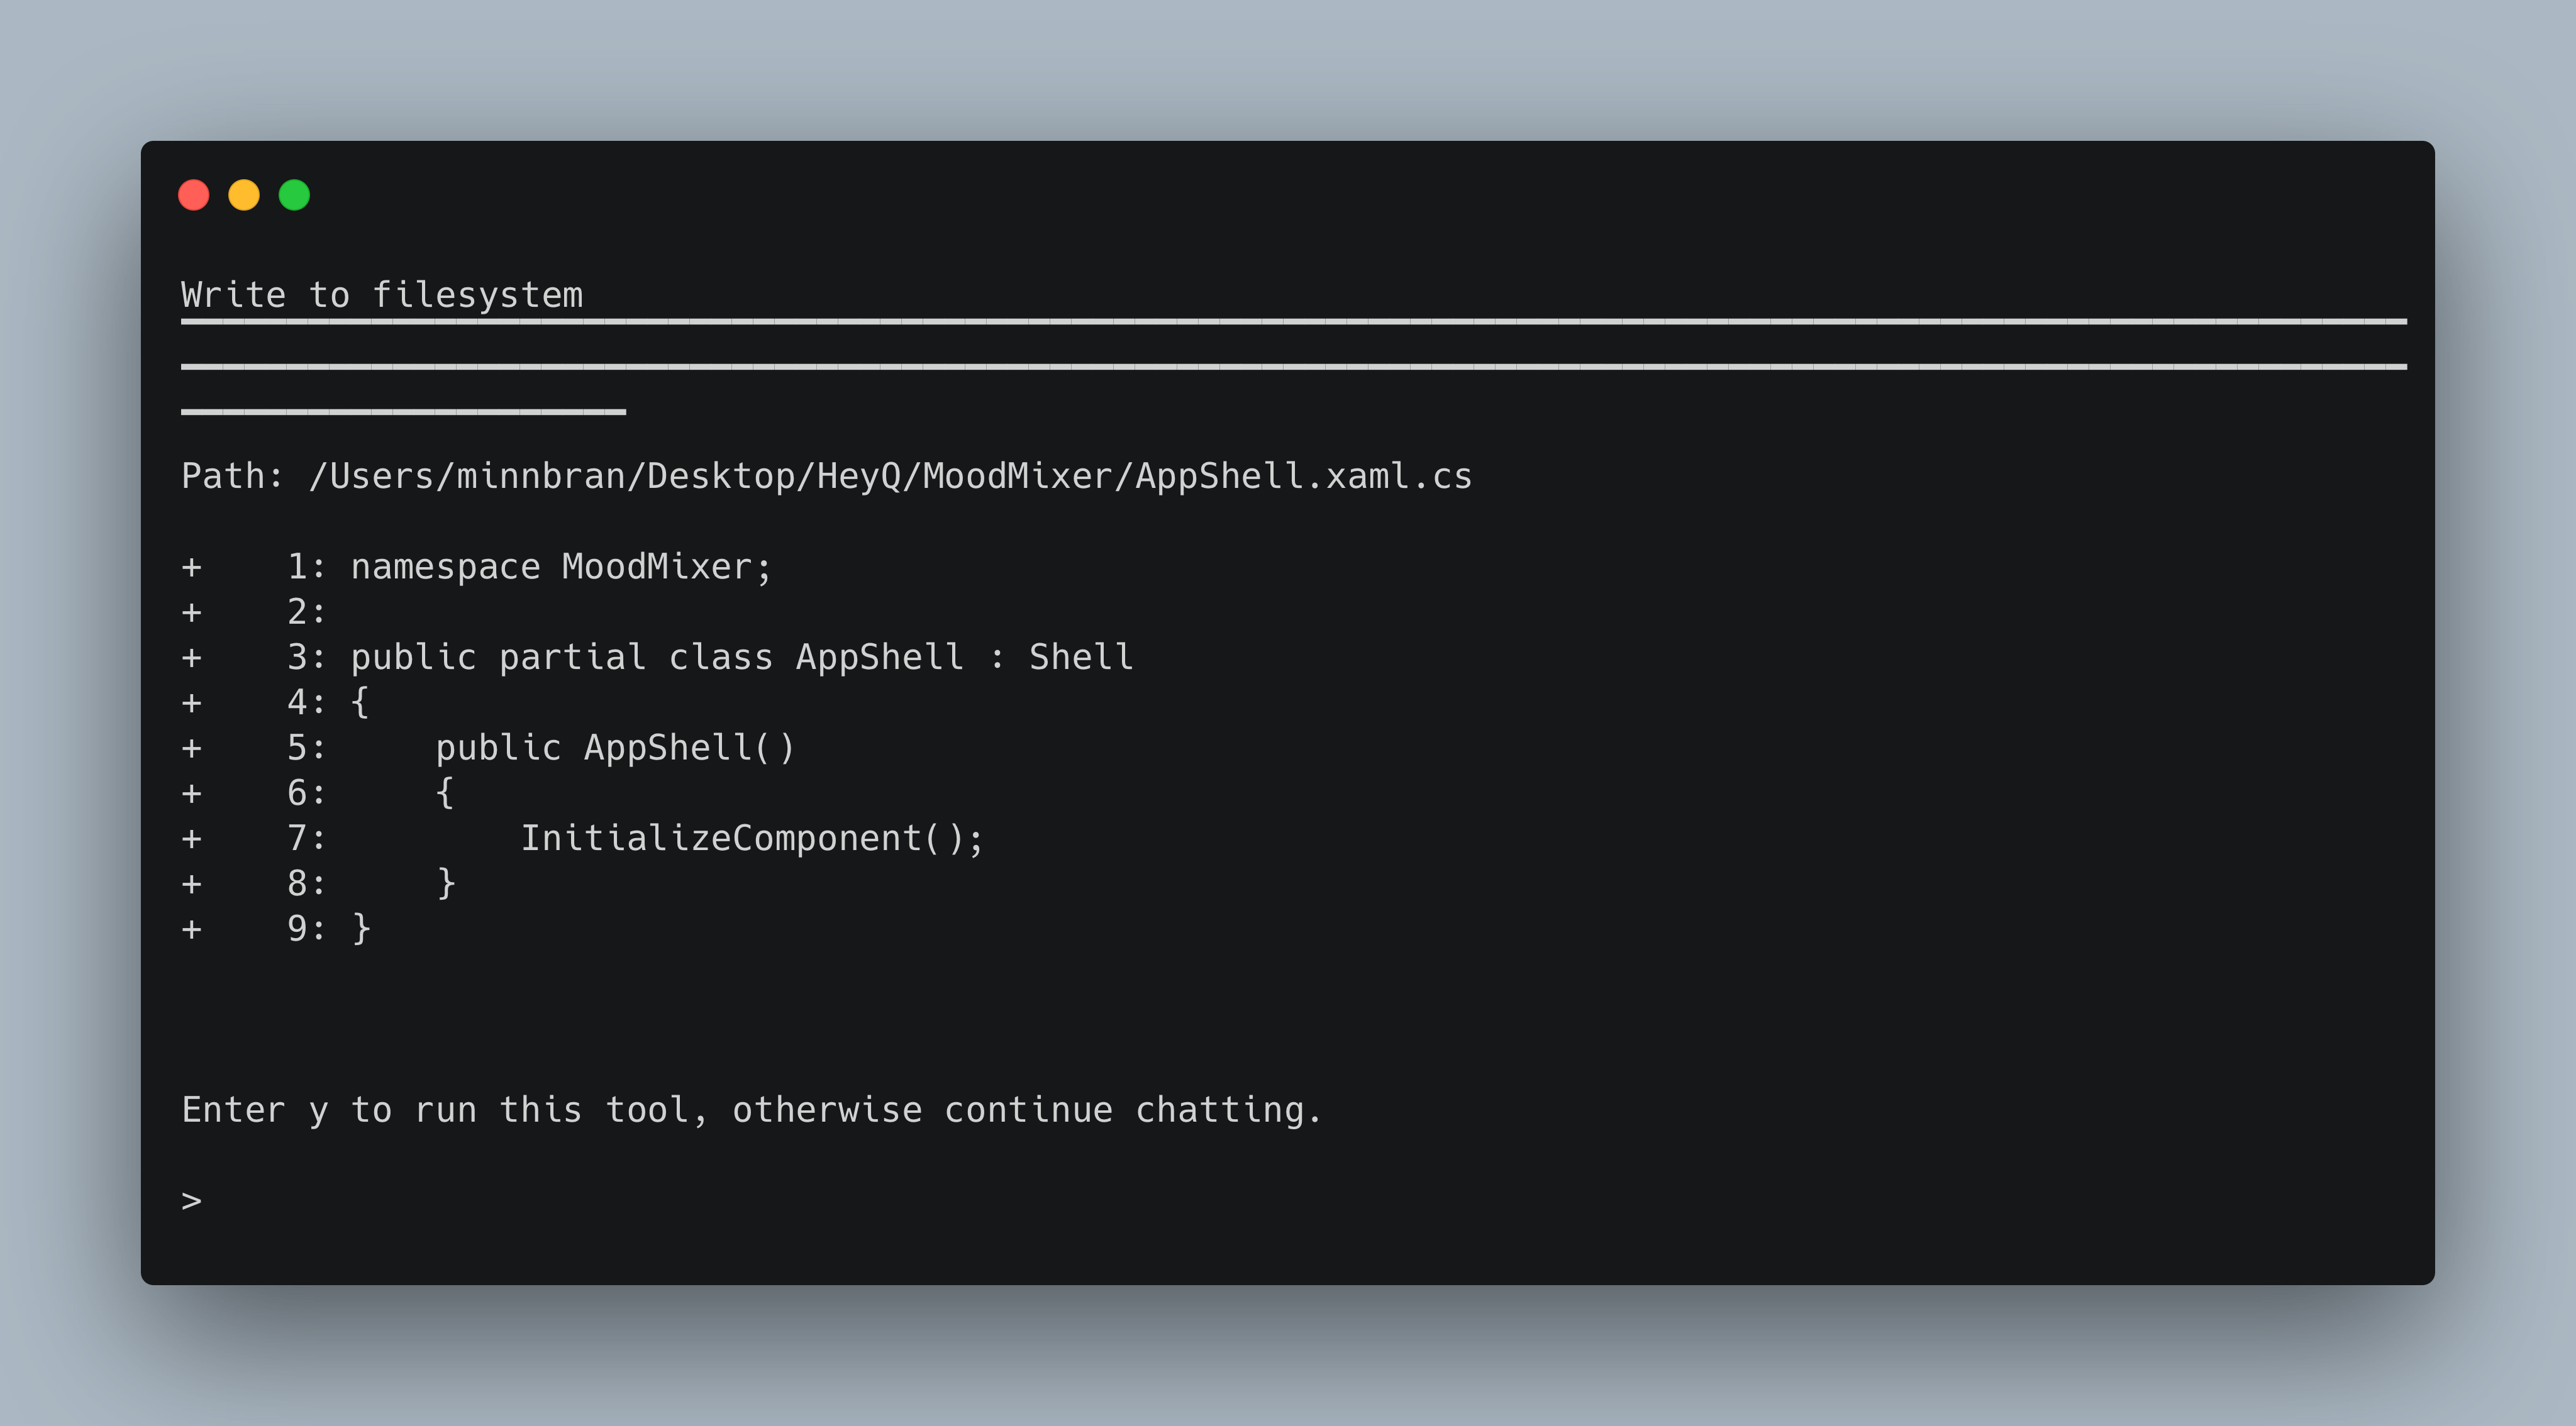 Write to filesystem
━━━━━━━━━━━━━━━━━━━━━━━━━━━━━━━━━━━━━━━━━━━━━━━━━━━━━━━━━━━━━━━━━━━━━━━━━━━━━━━━━━━━━━━━━━━━━━━━━━━━━━━━━
━━━━━━━━━━━━━━━━━━━━━━━━━━━━━━━━━━━━━━━━━━━━━━━━━━━━━━━━━━━━━━━━━━━━━━━━━━━━━━━━━━━━━━━━━━━━━━━━━━━━━━━━━
━━━━━━━━━━━━━━━━━━━━━
Path: /Users/minnbran/Desktop/HeyQ/MoodMixer/AppShell.xaml.cs

+    1: namespace MoodMixer;
+    2:
+    3: public partial class AppShell : Shell
+    4: {
+    5:     public AppShell()
+    6:     {
+    7:         InitializeComponent();
+    8:     }
+    9: }

Enter y to run this tool, otherwise continue chatting.

>